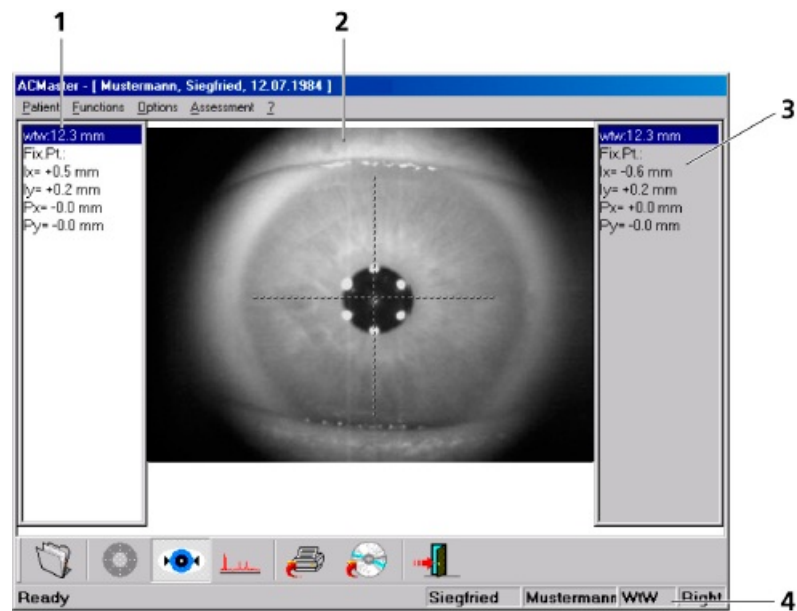 1
2
ACMaster - [ Mustermann, Siegfried, 12.07.1984 ]
Patient Functions Options Assessment ?
wtw:12.3 mm
Fix.Pt.:
Ix= +0.5 mm
Iy= +0.2 mm
Px= -0.0 mm
Py= -0.0 mm
wtw:12.3 mm
Fix.Pt.:
Ix= -0.6 mm
Iy= +0.2 mm
Px= +0.0 mm
Py= -0.0 mm
3
Ready Siegfried Mustermann WtW Right
4